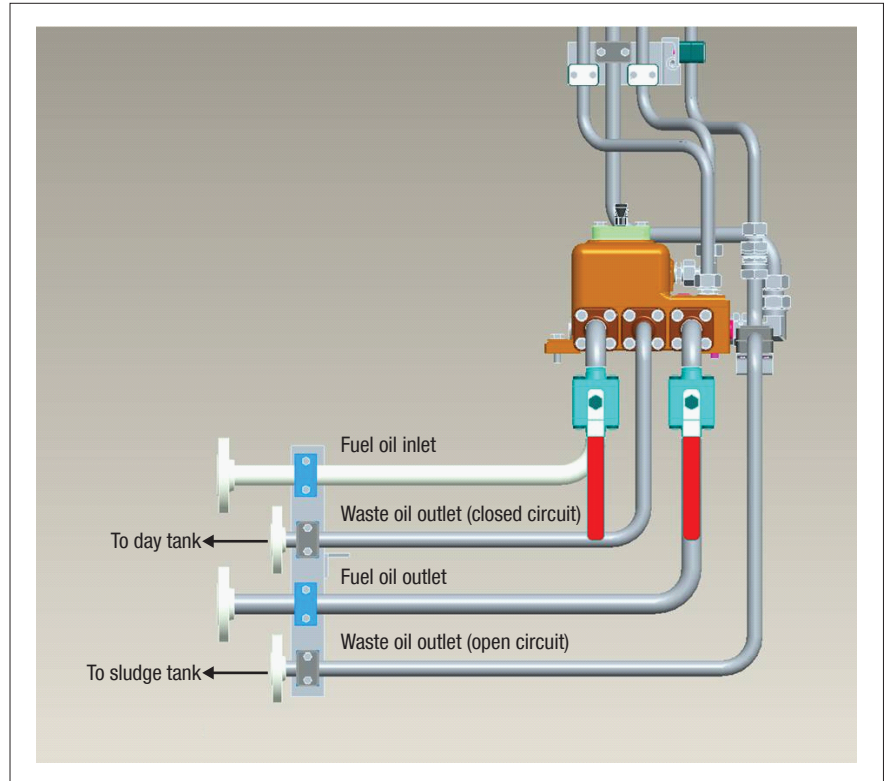 Fuel oil inlet
Waste oil outlet (closed circuit)
To day tank
Fuel oil outlet
Waste oil outlet (open circuit)
To sludge tank